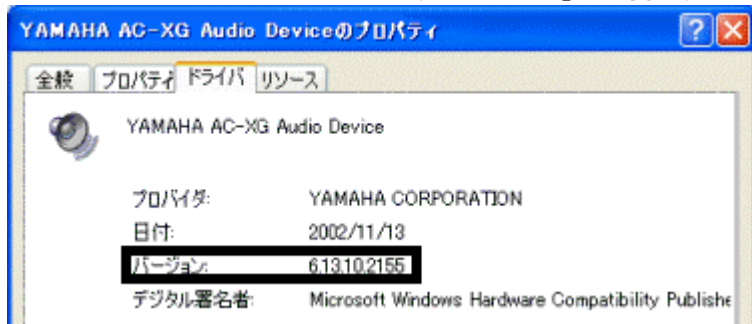 YAMAHA AC-XG Audio Deviceのプロパティ
全般 プロパティ ドライバ リソース
YAMAHA AC-XG Audio Device
プロバイダ: YAMAHA CORPORATION
日付: 2002/11/13
バージョン: 6.13.10.2155
デジタル署名者: Microsoft Windows Hardware Compatibility Publishe